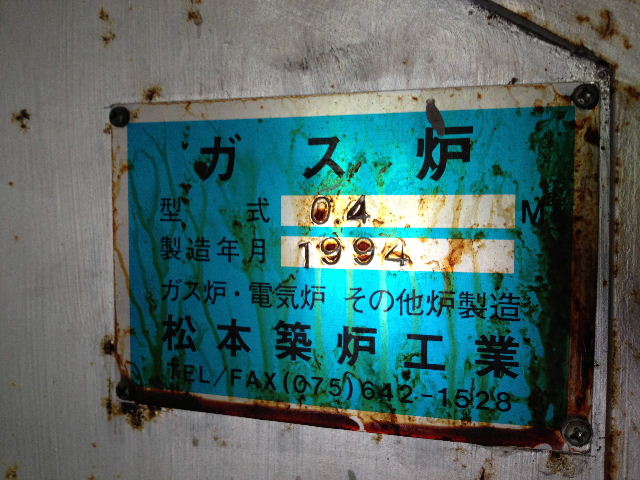 ガス炉
型式 04 M
製造年月 1994
ガス炉・電気炉 その他炉製造
松本築炉工業
TEL/FAX(075)642-1528